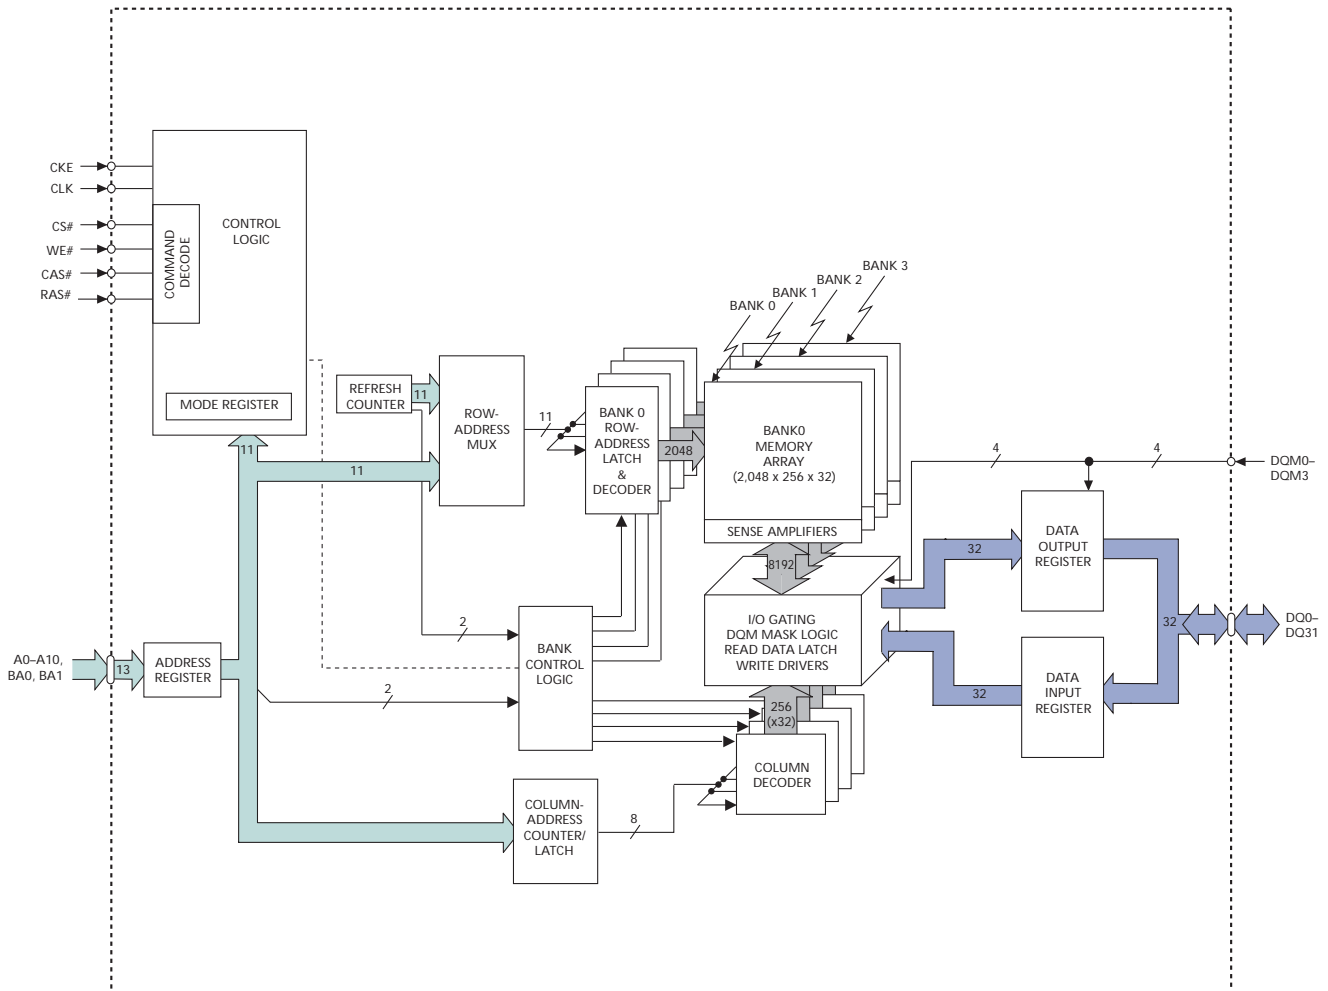 CKE
CLK
CS#
WE#
CAS#
RAS#
COMMAND
DECODE
CONTROL
LOGIC
MODE REGISTER
11
11
REFRESH
COUNTER
11
ROW-
ADDRESS
MUX
11
BANK 0
ROW-
ADDRESS
LATCH
&
DECODER
2048
BANK 0
BANK 1
BANK 2
BANK 3
BANK0
MEMORY
ARRAY
(2,048 x 256 x 32)
SENSE AMPLIFIERS
8192
I/O GATING
DQM MASK LOGIC
READ DATA LATCH
WRITE DRIVERS
256
(x32)
COLUMN
DECODER
4
4
DQM0–
DQM3
DATA
OUTPUT
REGISTER
32
32
DQ0–
DQ31
DATA
INPUT
REGISTER
32
A0–A10,
BA0, BA1
13
ADDRESS
REGISTER
2
2
BANK
CONTROL
LOGIC
COLUMN-
ADDRESS
COUNTER/
LATCH
8